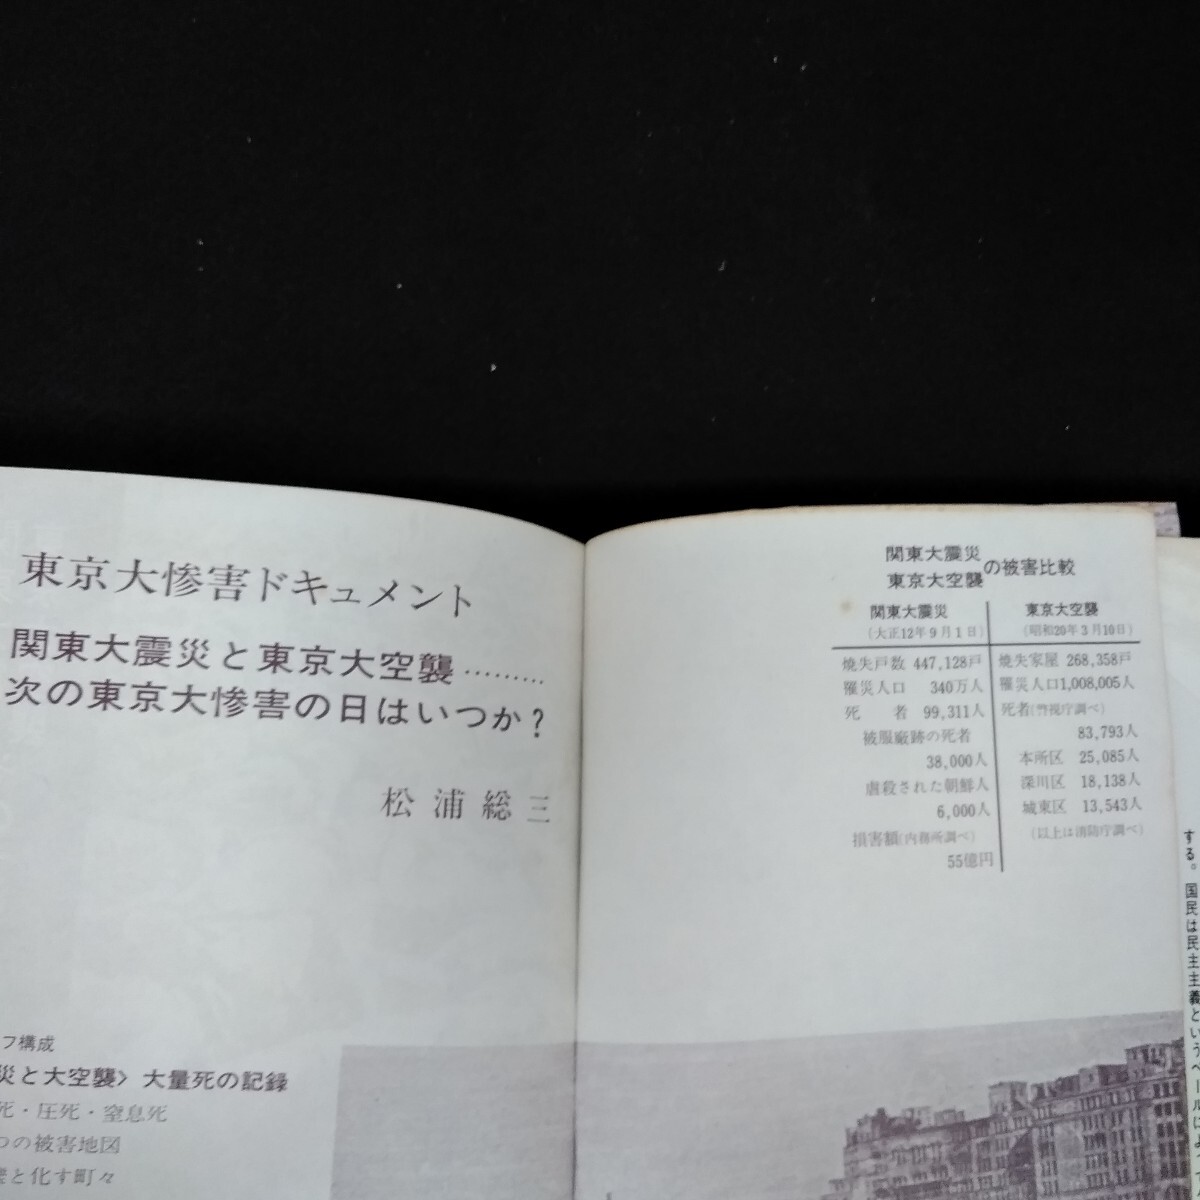 東京大惨害ドキュメント
関東大震災と東京大空襲………
次の東京大惨害の日はいつか?
松浦総三
フ構成
災と大空襲〉大量死の記録
死・圧死・窒息死
つの被害地図
と化す町々
関東大震災
東京大空襲
の被害比較
関東大震災
(大正12年9月1日)
焼失戸数 447,128戸
罹災人口 340万人
死 者 99,311人
被服廠跡の死者
38,000人
虐殺された朝鮮人
6,000人
損害額(内務所調べ)
55億円
東京大空襲
(昭和20年3月10日)
焼失家屋 268,358戸
罹災人口1,008,005人
死者(警視庁調べ)
83,793人
本所区 25,085人
深川区 18,138人
城東区 13,543人
(以上は消防庁調べ)
する。国民は民主主義というベールによって